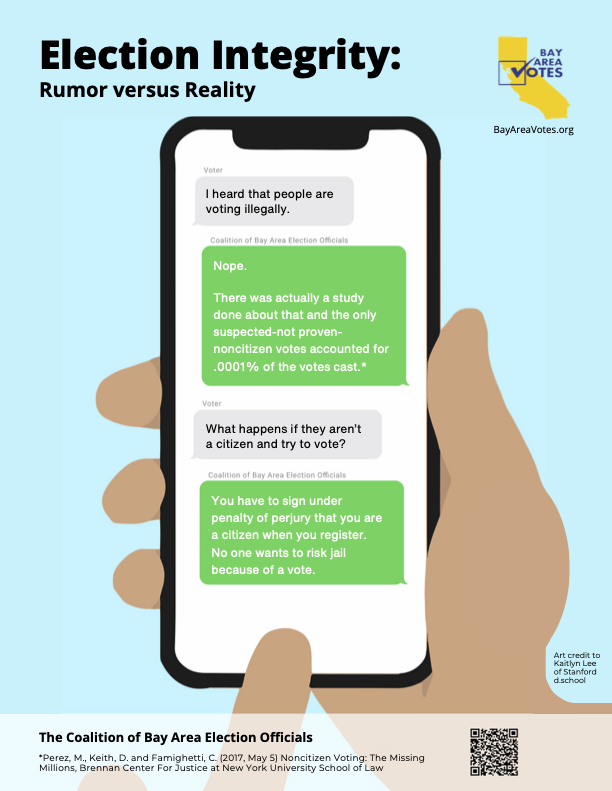 Election Integrity:
Rumor versus Reality
BAY
AREA
VOTES
BayAreaVotes.org
Voter
I heard that people are
voting illegally.
Coalition of Bay Area Election Officials
Nope.
There was actually a study
done about that and the only
suspected-not proven-
noncitizen votes accounted for
.0001% of the votes cast.*
Voter
What happens if they aren't
a citizen and try to vote?
Coalition of Bay Area Election Officials
You have to sign under
penalty of perjury that you are
a citizen when you register.
No one wants to risk jail
because of a vote.
Art credit to
Kaitlyn Lee
of Stanford
d.school
The Coalition of Bay Area Election Officials
*Perez, M., Keith, D. and Famighetti, C. (2017, May 5) Noncitizen Voting: The Missing
Millions, Brennan Center For Justice at New York University School of Law